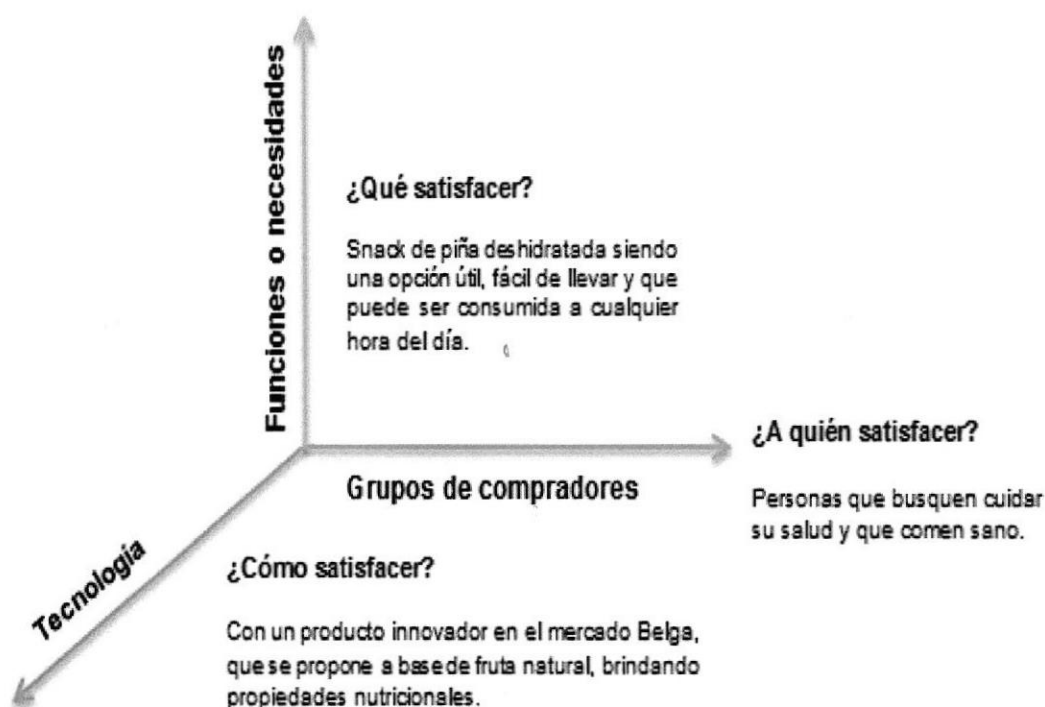 Funciones o necesidades
¿Qué satisfacer?
Snack de piña deshidratada siendo
una opción útil, fácil de llevar y que
puede ser consumida a cualquier
hora del día.
¿A quién satisfacer?
Grupos de compradores
Personas que busquen cuidar
su salud y que comen sano.
Tecnología
¿Cómo satisfacer?
Con un producto innovador en el mercado Belga,
que se propone a base de fruta natural, brindando
propiedades nutricionales.